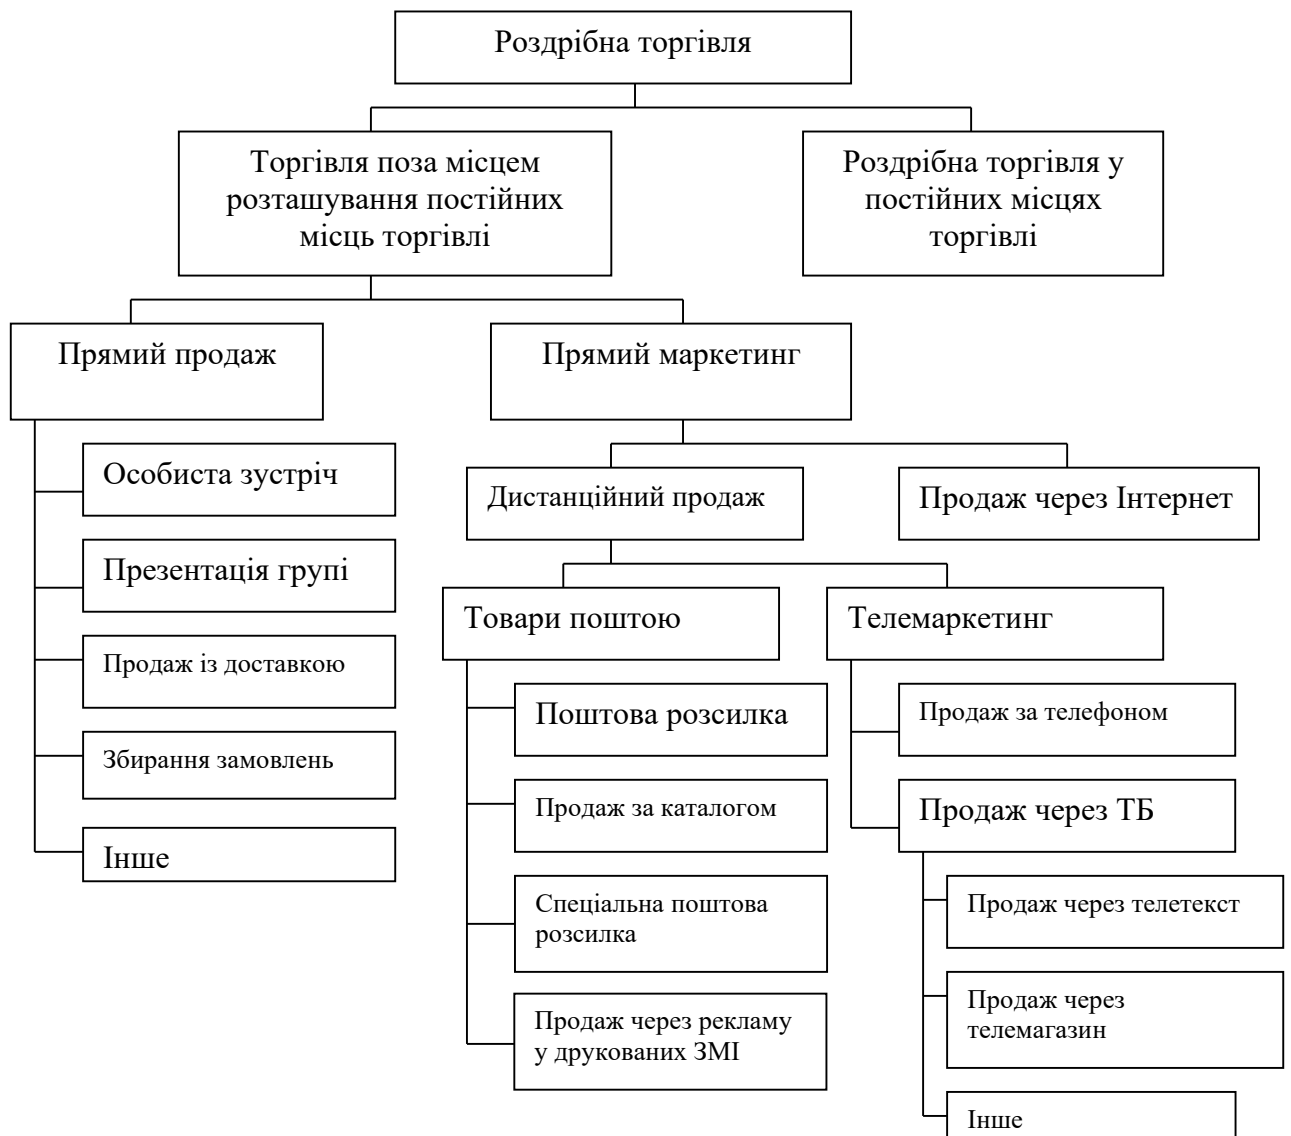 Роздрібна торгівля
Торгівля поза місцем
розташування постійних
місць торгівлі
Роздрібна торгівля у
постійних місцях
торгівлі
Прямий продаж
Прямий маркетинг
Особиста зустріч
Презентація групі
Продаж із доставкою
Збирання замовлень
Інше
Дистанційний продаж
Продаж через Інтернет
Товари поштою
Телемаркетинг
Поштова розсилка
Продаж за каталогом
Спеціальна поштова
розсилка
Продаж через рекламу
у друкованих ЗМІ
Продаж за телефоном
Продаж через ТБ
Продаж через телетекст
Продаж через
телемагазин
Інше